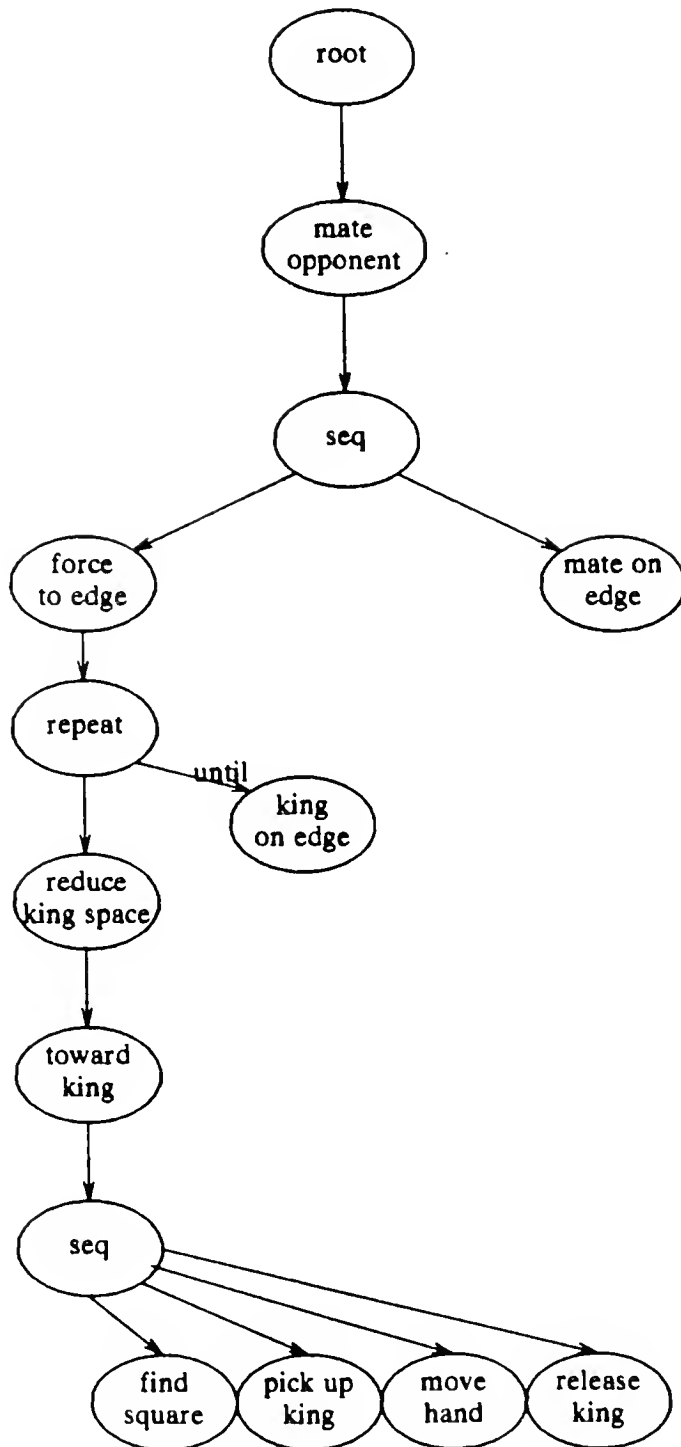 root
mate
opponent
seq
force
to edge
mate on
edge
repeat
until
king
on edge
reduce
king space
toward
king
seq
find
square
pick up
king
move
hand
release
king